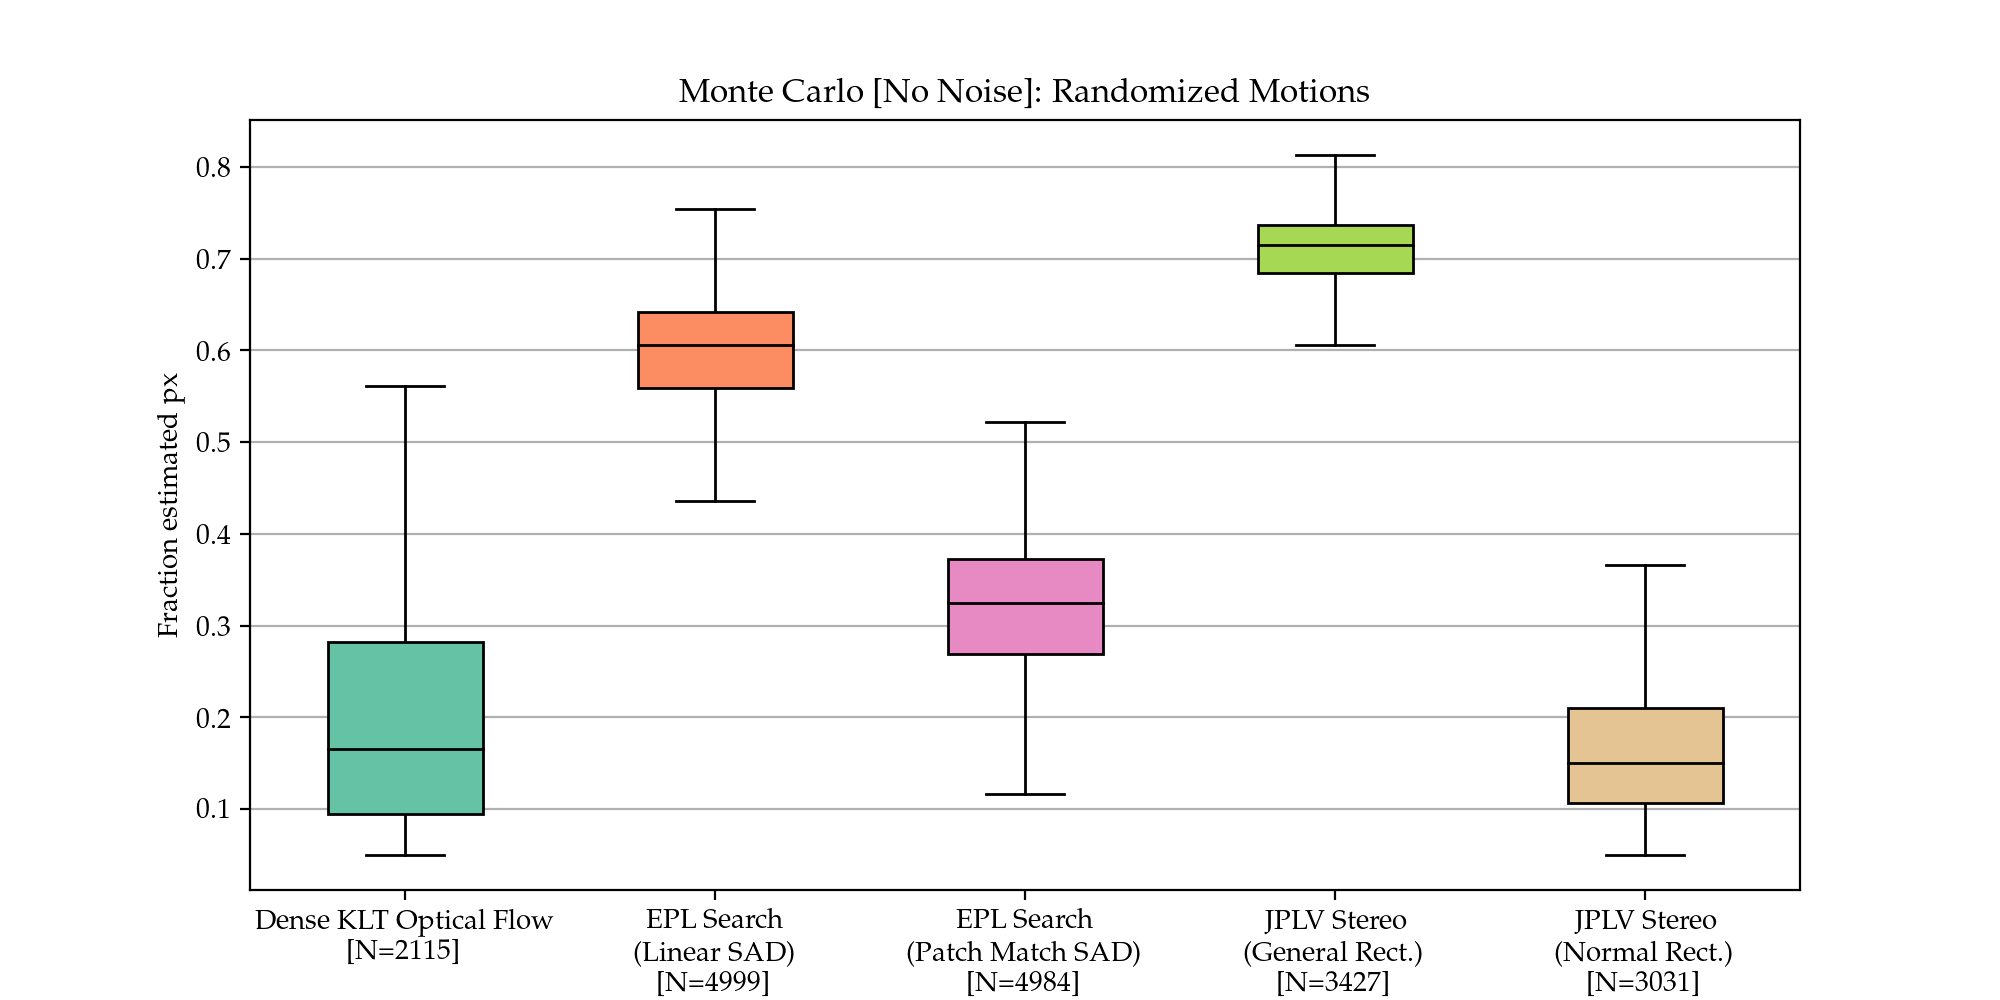 Monte Carlo [No Noise]: Randomized Motions
Fraction estimated px
0.8
0.7
0.6
0.5
0.4
0.3
0.2
0.1
Dense KLT Optical Flow
[N=2115]
EPL Search
(Linear SAD)
[N=4999]
EPL Search
(Patch Match SAD)
[N=4984]
JPLV Stereo
(General Rect.)
[N=3427]
JPLV Stereo
(Normal Rect.)
[N=3031]